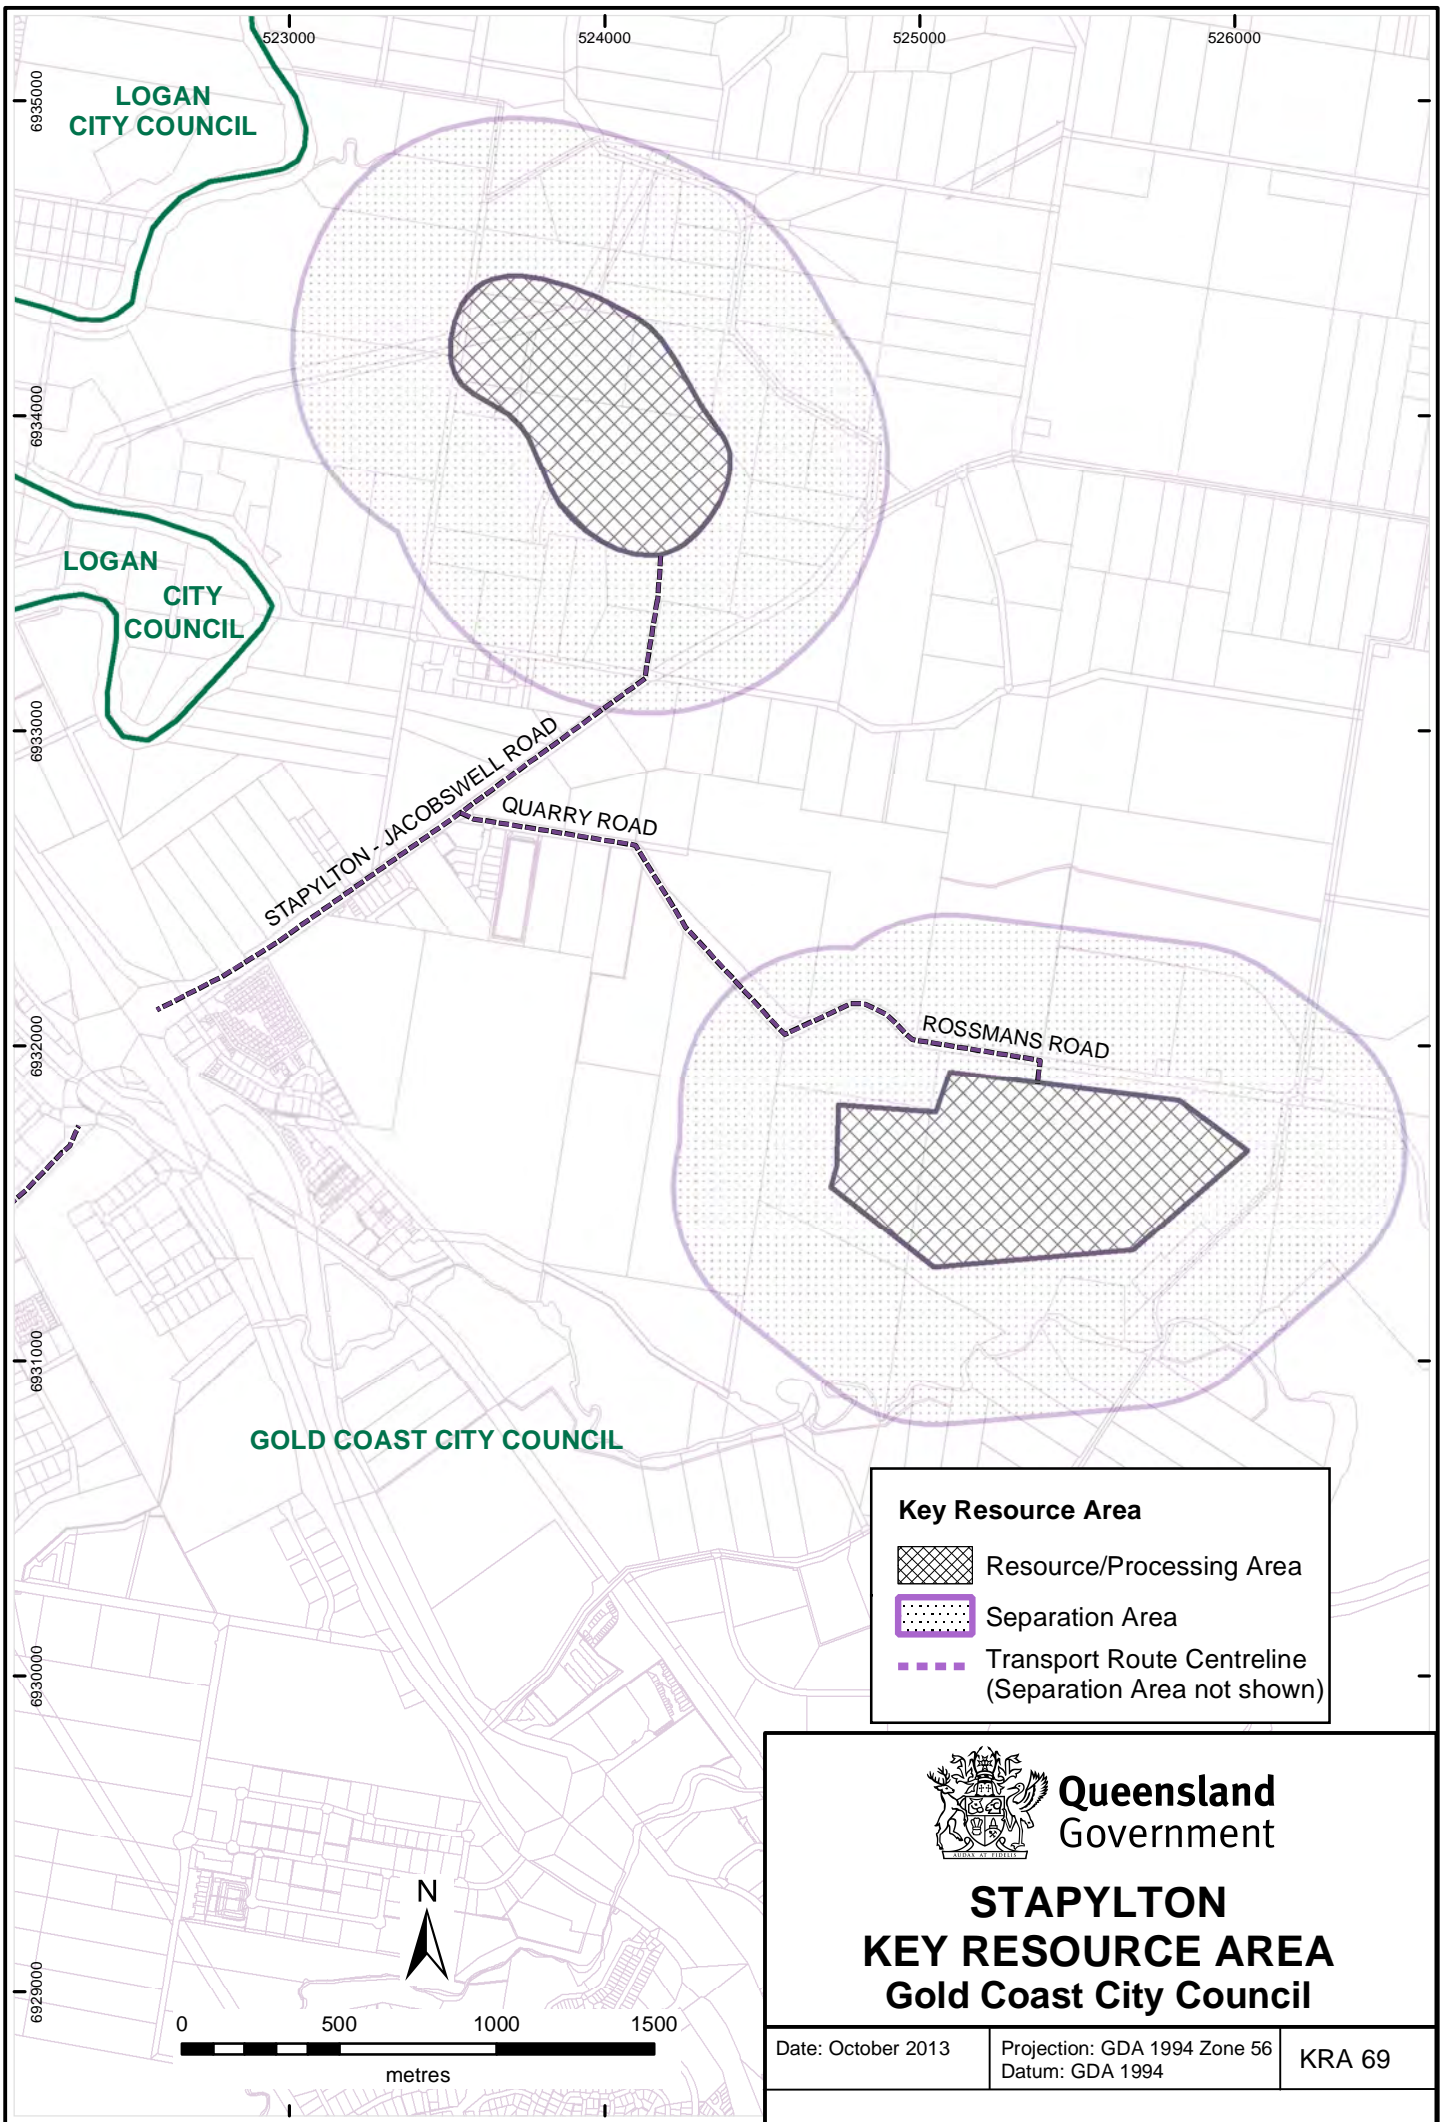 523000
524000
525000
526000
6935000
6934000
6933000
6932000
6931000
6930000
6929000
LOGAN
CITY COUNCIL
LOGAN
CITY
COUNCIL
STAPYLTON - JACOBSWELL ROAD
QUARRY ROAD
ROSSMANS ROAD
GOLD COAST CITY COUNCIL
Key Resource Area
Resource/Processing Area
Separation Area
Transport Route Centreline
(Separation Area not shown)
N
0 500 1000 1500
metres
AUDAX AT FIDELIS
Queensland
Government
STAPYLTON
KEY RESOURCE AREA
Gold Coast City Council
Date: October 2013
Projection: GDA 1994 Zone 56
Datum: GDA 1994
KRA 69